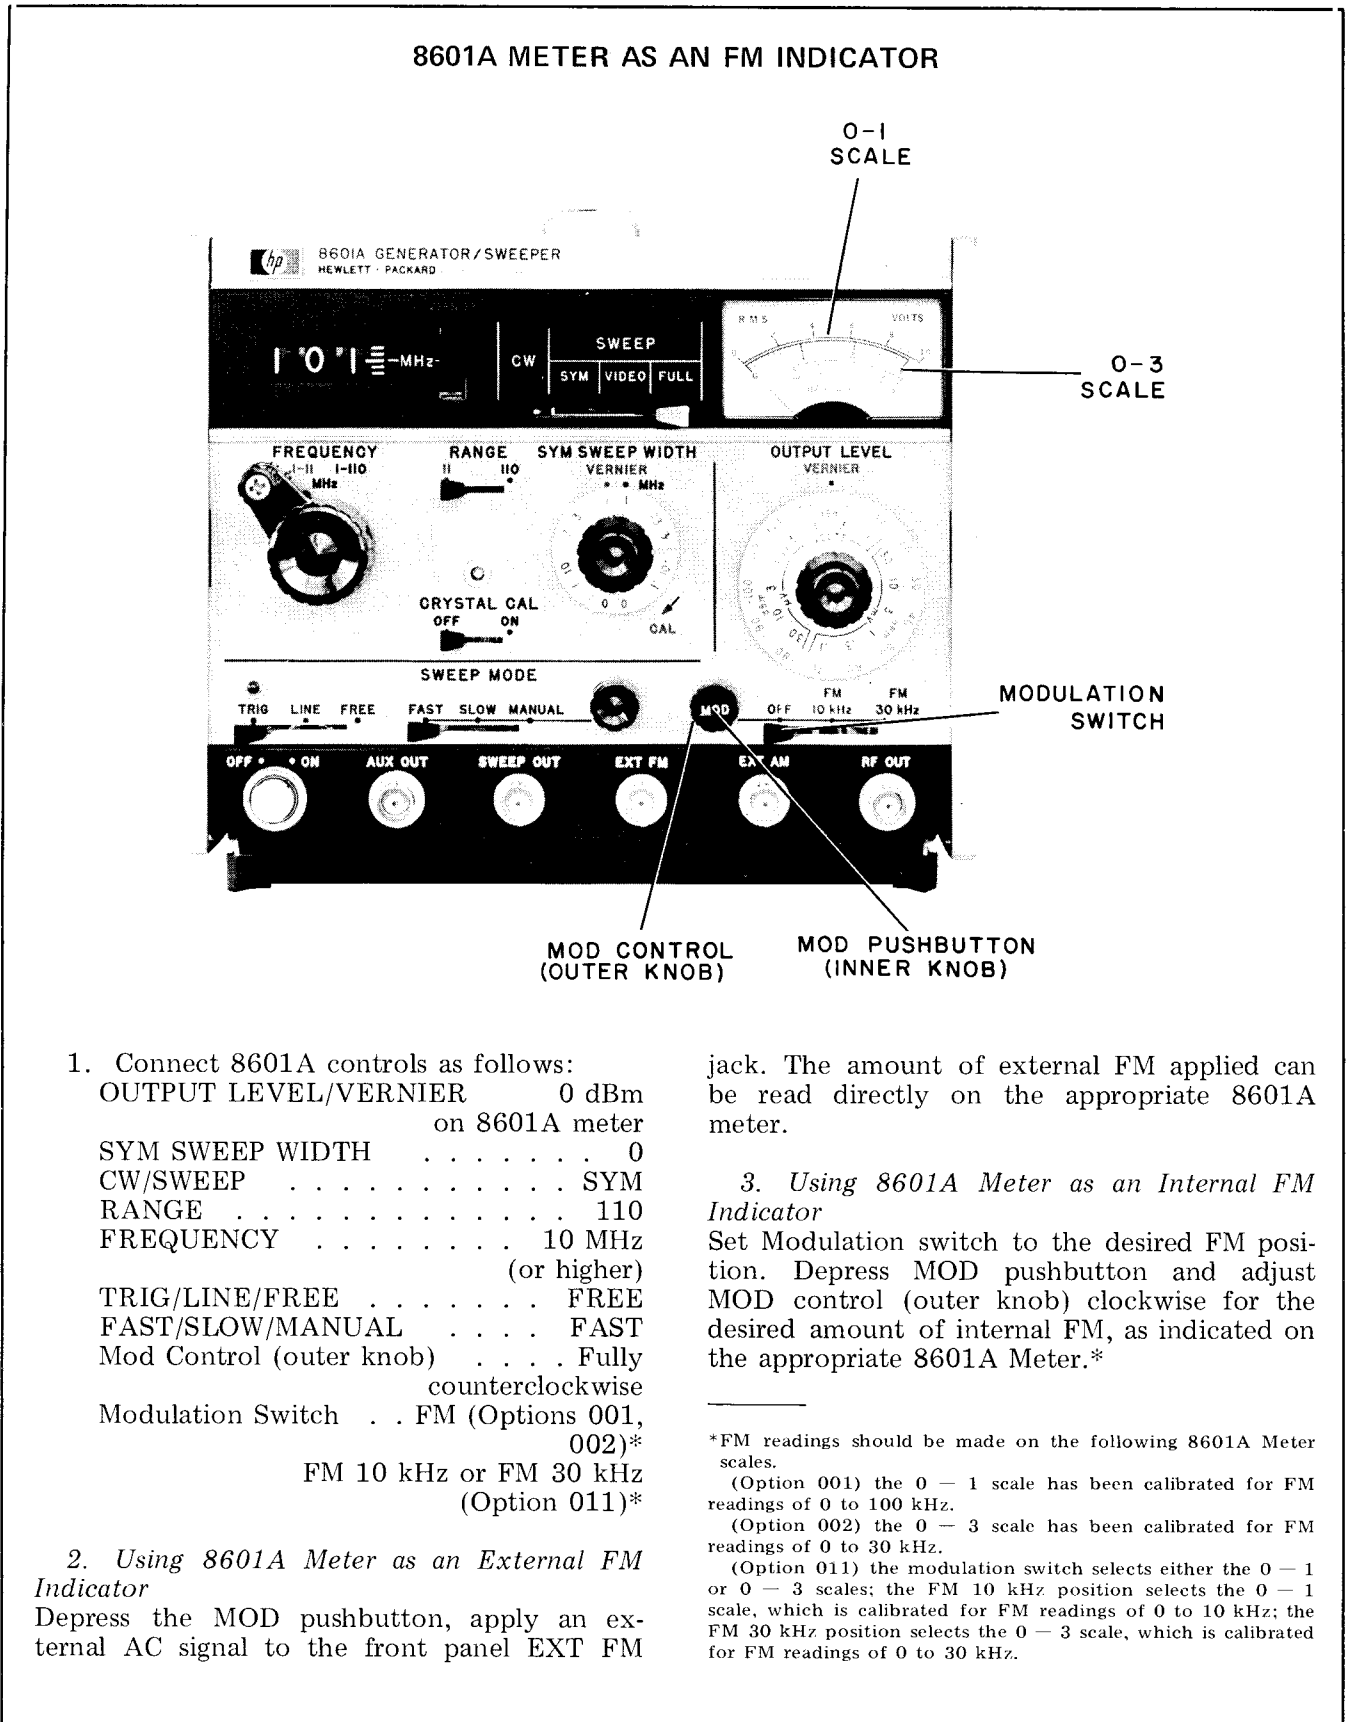 8601A METER AS AN FM INDICATOR
0-1
SCALE
hp
8601A GENERATOR/SWEEPER
HEWLETT · PACKARD
-MHz-
CW
SWEEP
SYM VIDEO FULL
RMS VOLTS
0-3
SCALE
FREQUENCY
1-11 1-110
MHz
RANGE
11 110
SYM SWEEP WIDTH
VERNIER
MHz
OUTPUT LEVEL
VERNIER
CRYSTAL CAL
OFF ON
0 0
CAL
SWEEP MODE
TRIG LINE FREE
FAST SLOW MANUAL
MOD
OFF
FM
10 kHz
FM
30 kHz
MODULATION
SWITCH
OFF • • ON
AUX OUT
SWEEP OUT
EXT FM
EXT AM
RF OUT
MOD CONTROL
(OUTER KNOB)
MOD PUSHBUTTON
(INNER KNOB)
1. Connect 8601A controls as follows:
OUTPUT LEVEL/VERNIER 0 dBm
on 8601A meter
SYM SWEEP WIDTH . . . . . . . 0
CW/SWEEP . . . . . . . . . . . . SYM
RANGE . . . . . . . . . . . . . . 110
FREQUENCY . . . . . . . . 10 MHz
(or higher)
TRIG/LINE/FREE . . . . . . . FREE
FAST/SLOW/MANUAL . . . . FAST
Mod Control (outer knob) . . . . Fully
counterclockwise
Modulation Switch . . FM (Options 001,
002)*
FM 10 kHz or FM 30 kHz
(Option 011)*
2. Using 8601A Meter as an External FM
Indicator
Depress the MOD pushbutton, apply an ex-
ternal AC signal to the front panel EXT FM
jack. The amount of external FM applied can
be read directly on the appropriate 8601A
meter.
3. Using 8601A Meter as an Internal FM
Indicator
Set Modulation switch to the desired FM posi-
tion. Depress MOD pushbutton and adjust
MOD control (outer knob) clockwise for the
desired amount of internal FM, as indicated on
the appropriate 8601A Meter.*
*FM readings should be made on the following 8601A Meter
scales.
(Option 001) the 0 — 1 scale has been calibrated for FM
readings of 0 to 100 kHz.
(Option 002) the 0 — 3 scale has been calibrated for FM
readings of 0 to 30 kHz.
(Option 011) the modulation switch selects either the 0 — 1
or 0 — 3 scales; the FM 10 kHz position selects the 0 — 1
scale, which is calibrated for FM readings of 0 to 10 kHz; the
FM 30 kHz position selects the 0 — 3 scale, which is calibrated
for FM readings of 0 to 30 kHz.